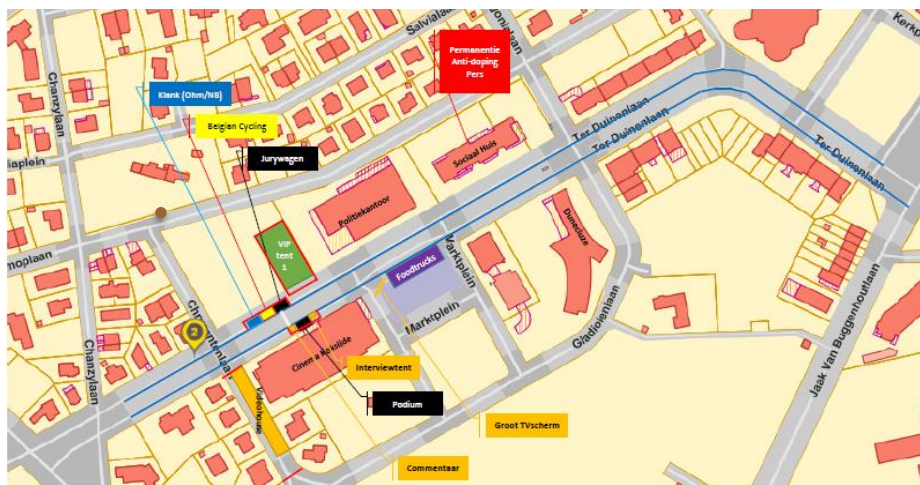 Salvialaan
Chanzylaan
Permanentie
Anti-doping
Pers
Kerkp
Klank (Ohm/NB)
Belgian Cycling
Jurywagen
Ter Duinenlaan
Ter Duinenlaan
Ter Duinenlaan
Sociaal Huis
Politiekantoor
VIP
tent
1
Duinenzicht
Foodtrucks
Marktplein
Marktplein
Gladiolenlaan
Jaak Van Buggenhoutlaan
2
Chanzylaan
Cinema Koksijde
Interviewtent
Videohouse
Podium
Groot TVscherm
Commentaar